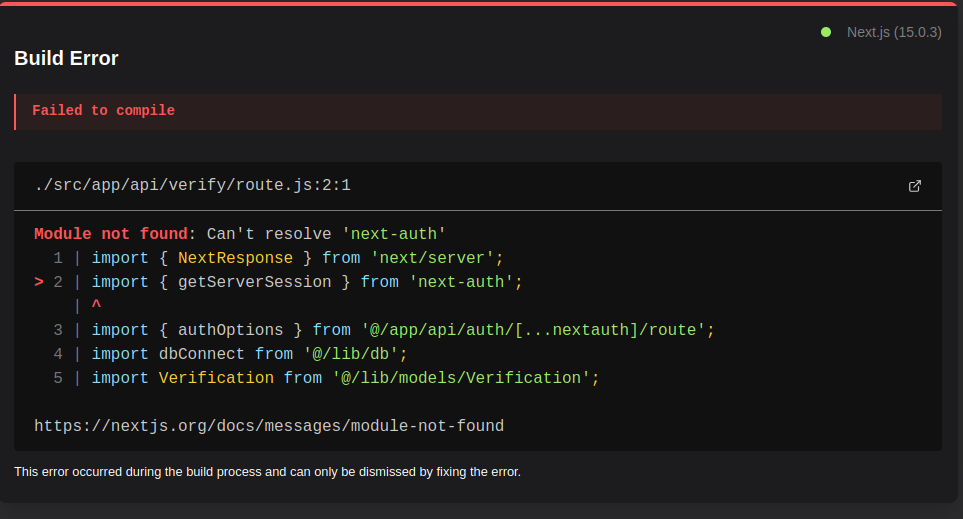 Next.js (15.0.3)
Build Error
Failed to compile
./src/app/api/verify/route.js:2:1
Module not found: Can't resolve 'next-auth'
1 | import { NextResponse } from 'next/server';
> 2 | import { getServerSession } from 'next-auth';
| ^
3 | import { authOptions } from '@/app/api/auth/[...nextauth]/route';
4 | import dbConnect from '@/lib/db';
5 | import Verification from '@/lib/models/Verification';
https://nextjs.org/docs/messages/module-not-found
This error occurred during the build process and can only be dismissed by fixing the error.